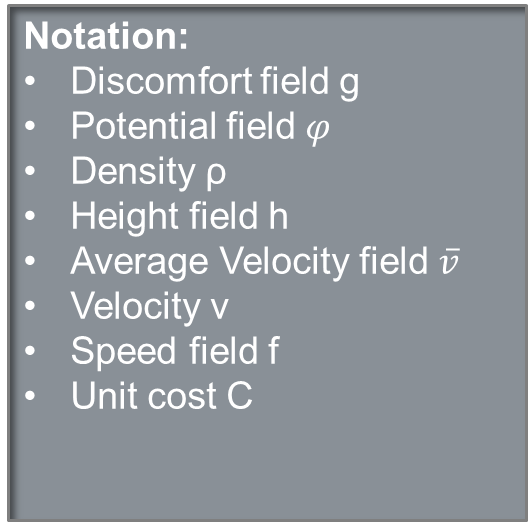 Notation:
• Discomfort field g
• Potential field φ
• Density ρ
• Height field h
• Average Velocity field v̄
• Velocity v
• Speed field f
• Unit cost C